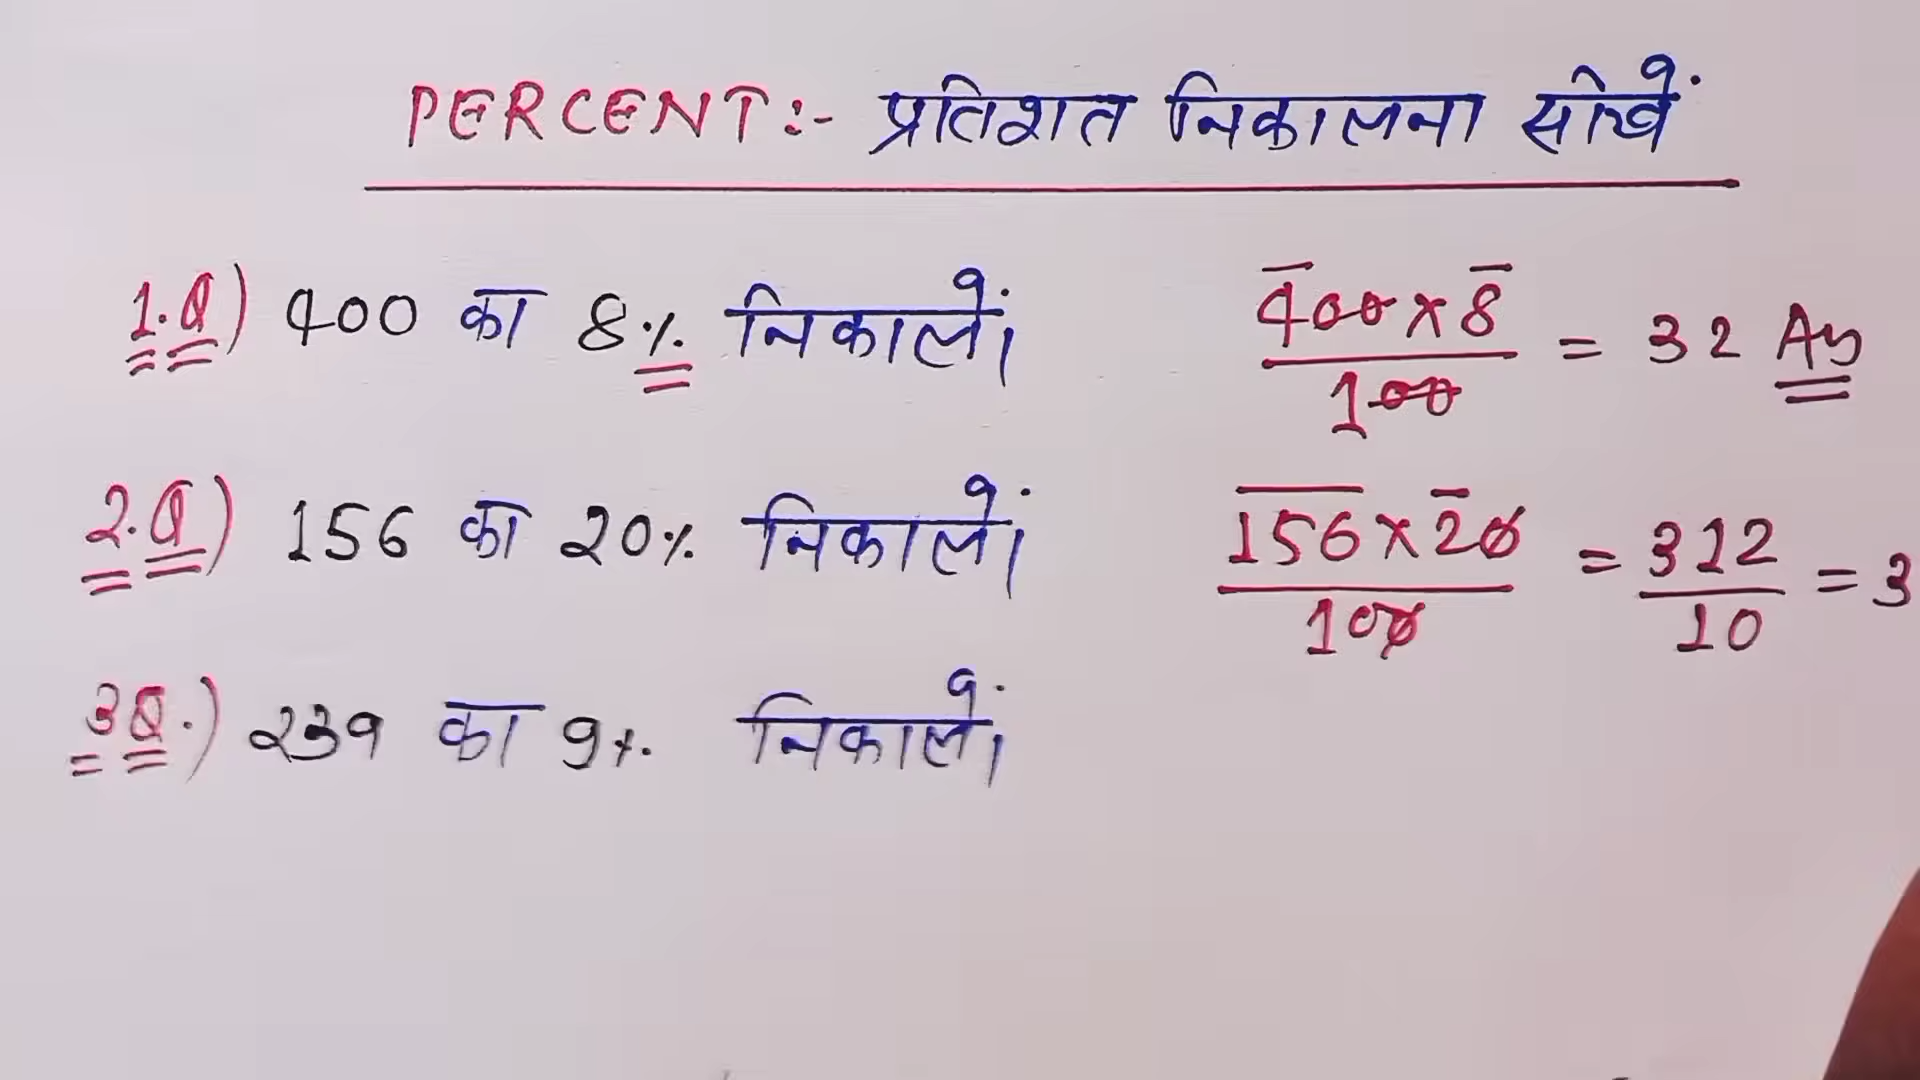 PERCENT:- प्रतिशत निकालना सीखें
1.Q) 400 का 8% निकालें। 400×8/100 = 32 Ans
2.Q) 156 का 20% निकालें। 156×20/100 = 312/10 = 3
3Q.) 239 का 9% निकालें।